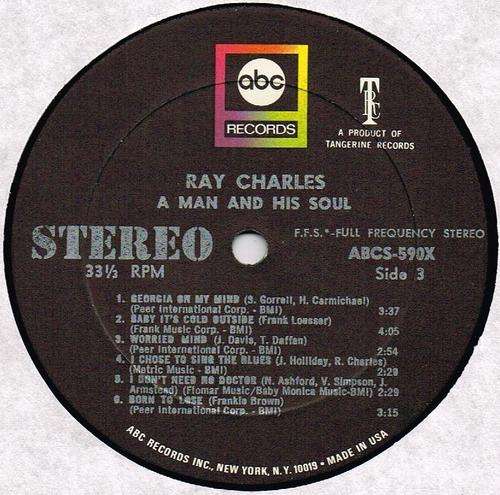 abc
RECORDS
TRC
A PRODUCT OF
TANGERINE RECORDS
RAY CHARLES
A MAN AND HIS SOUL
STEREO
33⅓ RPM
F.F.S.*-FULL FREQUENCY STEREO
ABCS-590X
Side 3
1. GEORGIA ON MY MIND (S. Gorrell, H. Carmichael)
(Peer International Corp. - BMI) 3:37
2. BABY IT'S COLD OUTSIDE (Frank Loesser)
(Frank Music Corp. - BMI) 4:05
3. WORRIED MIND (J. Davis, T. Daffan)
(Peer International Corp. - BMI) 2:54
4. I CHOSE TO SING THE BLUES (J. Holliday, R. Charles)
(Matric Music - BMI) 2:29
5. I DON'T NEED NO DOCTOR (N. Ashford, V. Simpson, J.
Armstead) (Flomar Music/Baby Monica Music-BMI) 2:29
6. BORN TO LOSE (Frankie Brown)
(Peer International Corp. - BMI) 3:15
ABC RECORDS INC., NEW YORK, N.Y. 10019 • MADE IN USA